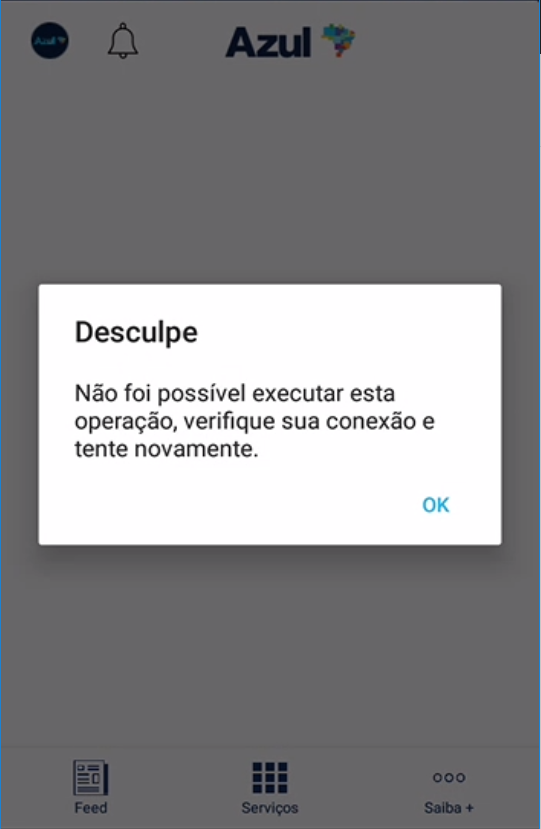 Azul
Azul
Desculpe
Não foi possível executar esta
operação, verifique sua conexão e
tente novamente.
OK
Feed
Serviços
Saiba +